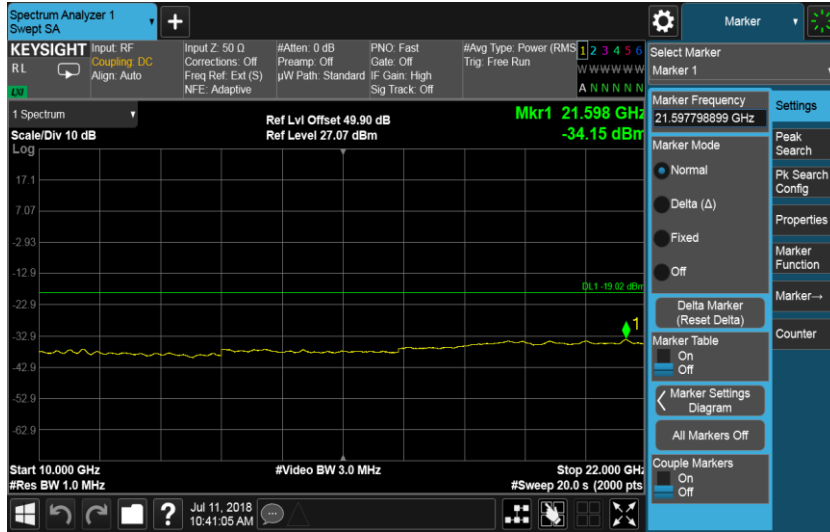 Spectrum Analyzer 1
Swept SA
Marker
KEYSIGHT
RL
LXI
Input: RF
Coupling: DC
Align: Auto
Input Z: 50 Ω
Corrections: Off
Freq Ref: Ext (S)
NFE: Adaptive
#Atten: 0 dB
Preamp: Off
µW Path: Standard
PNO: Fast
Gate: Off
IF Gain: High
Sig Track: Off
#Avg Type: Power (RMS
Trig: Free Run
1 2 3 4 5 6
W W W W W W
A N N N N N
Select Marker
Marker 1
1 Spectrum
Scale/Div 10 dB
Log
Ref Lvl Offset 49.90 dB
Ref Level 27.07 dBm
Mkr1 21.598 GHz
-34.15 dBm
17.1
7.07
-2.93
-12.9
-22.9
-32.9
-42.9
-52.9
-62.9
DL1 -19.02 dBm
1
Start 10.000 GHz
#Res BW 1.0 MHz
#Video BW 3.0 MHz
Stop 22.000 GHz
#Sweep 20.0 s (2000 pts
Marker Frequency
21.597798899 GHz
Marker Mode
Normal
Delta (Δ)
Fixed
Off
Delta Marker
(Reset Delta)
Marker Table
On
Off
Marker Settings
Diagram
All Markers Off
Couple Markers
On
Off
Settings
Peak
Search
Pk Search
Config
Properties
Marker
Function
Marker→
Counter
Jul 11, 2018
10:41:05 AM